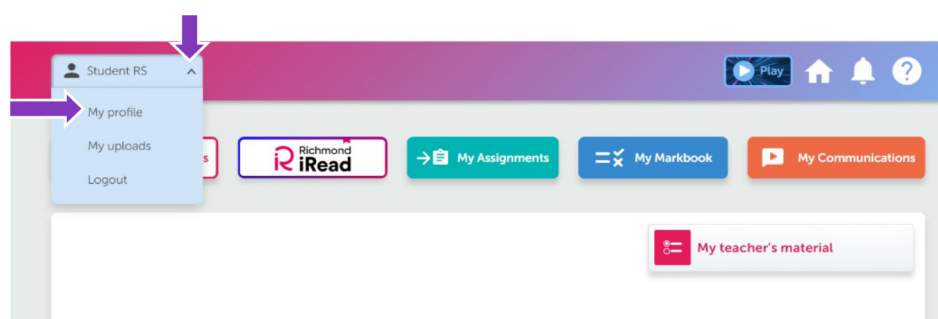 Student RS
Play
My profile
My uploads
Logout
s
Richmond
iRead
My Assignments
My Markbook
My Communications
My teacher's material